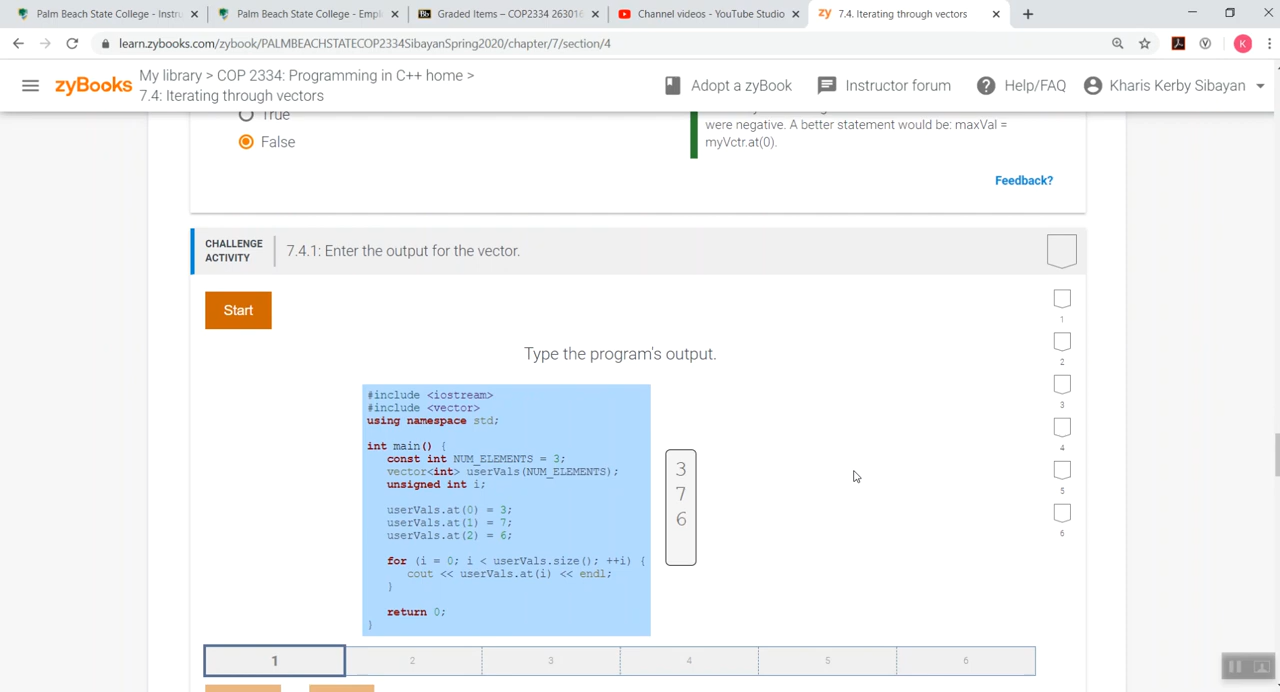 Palm Beach State College - Instru
Palm Beach State College - Empl
Bb Graded Items – COP2334 263016
Channel videos - YouTube Studio
zy 7.4. Iterating through vectors
learn.zybooks.com/zybook/PALMBEACHSTATECOP2334SibayanSpring2020/chapter/7/section/4
K
zyBooks
My library > COP 2334: Programming in C++ home >
7.4: Iterating through vectors
Adopt a zyBook
Instructor forum
Help/FAQ
Kharis Kerby Sibayan
True
False
were negative. A better statement would be: maxVal =
myVctr.at(0).
Feedback?
CHALLENGE
ACTIVITY
7.4.1: Enter the output for the vector.
Start
1
2
3
4
5
6
Type the program's output.
#include <iostream>
#include <vector>
using namespace std;
int main() {
const int NUM_ELEMENTS = 3;
vector<int> userVals(NUM_ELEMENTS);
unsigned int i;
userVals.at(0) = 3;
userVals.at(1) = 7;
userVals.at(2) = 6;
for (i = 0; i < userVals.size(); ++i) {
cout << userVals.at(i) << endl;
}
return 0;
}
3
7
6
1 2 3 4 5 6